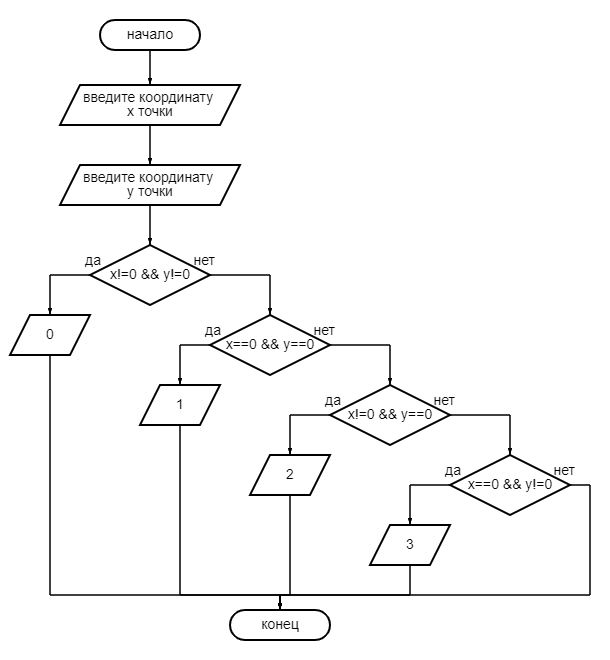 начало
введите координату
х точки
введите координату
у точки
да
нет
x!=0 && y!=0
0
да
нет
x==0 && y==0
1
да
нет
x!=0 && y==0
2
да
нет
x==0 && y!=0
3
конец